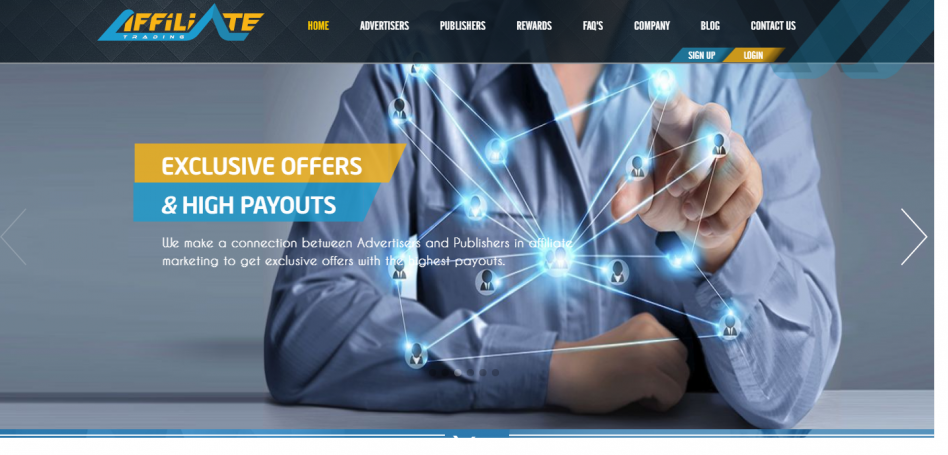 AFFILIATE
TRADING
HOME ADVERTISERS PUBLISHERS REWARDS FAQ'S COMPANY BLOG CONTACT US
SIGN UP LOGIN
EXCLUSIVE OFFERS
& HIGH PAYOUTS
We make a connection between Advertisers and Publishers in affiliate
marketing to get exclusive offers with the highest payouts.